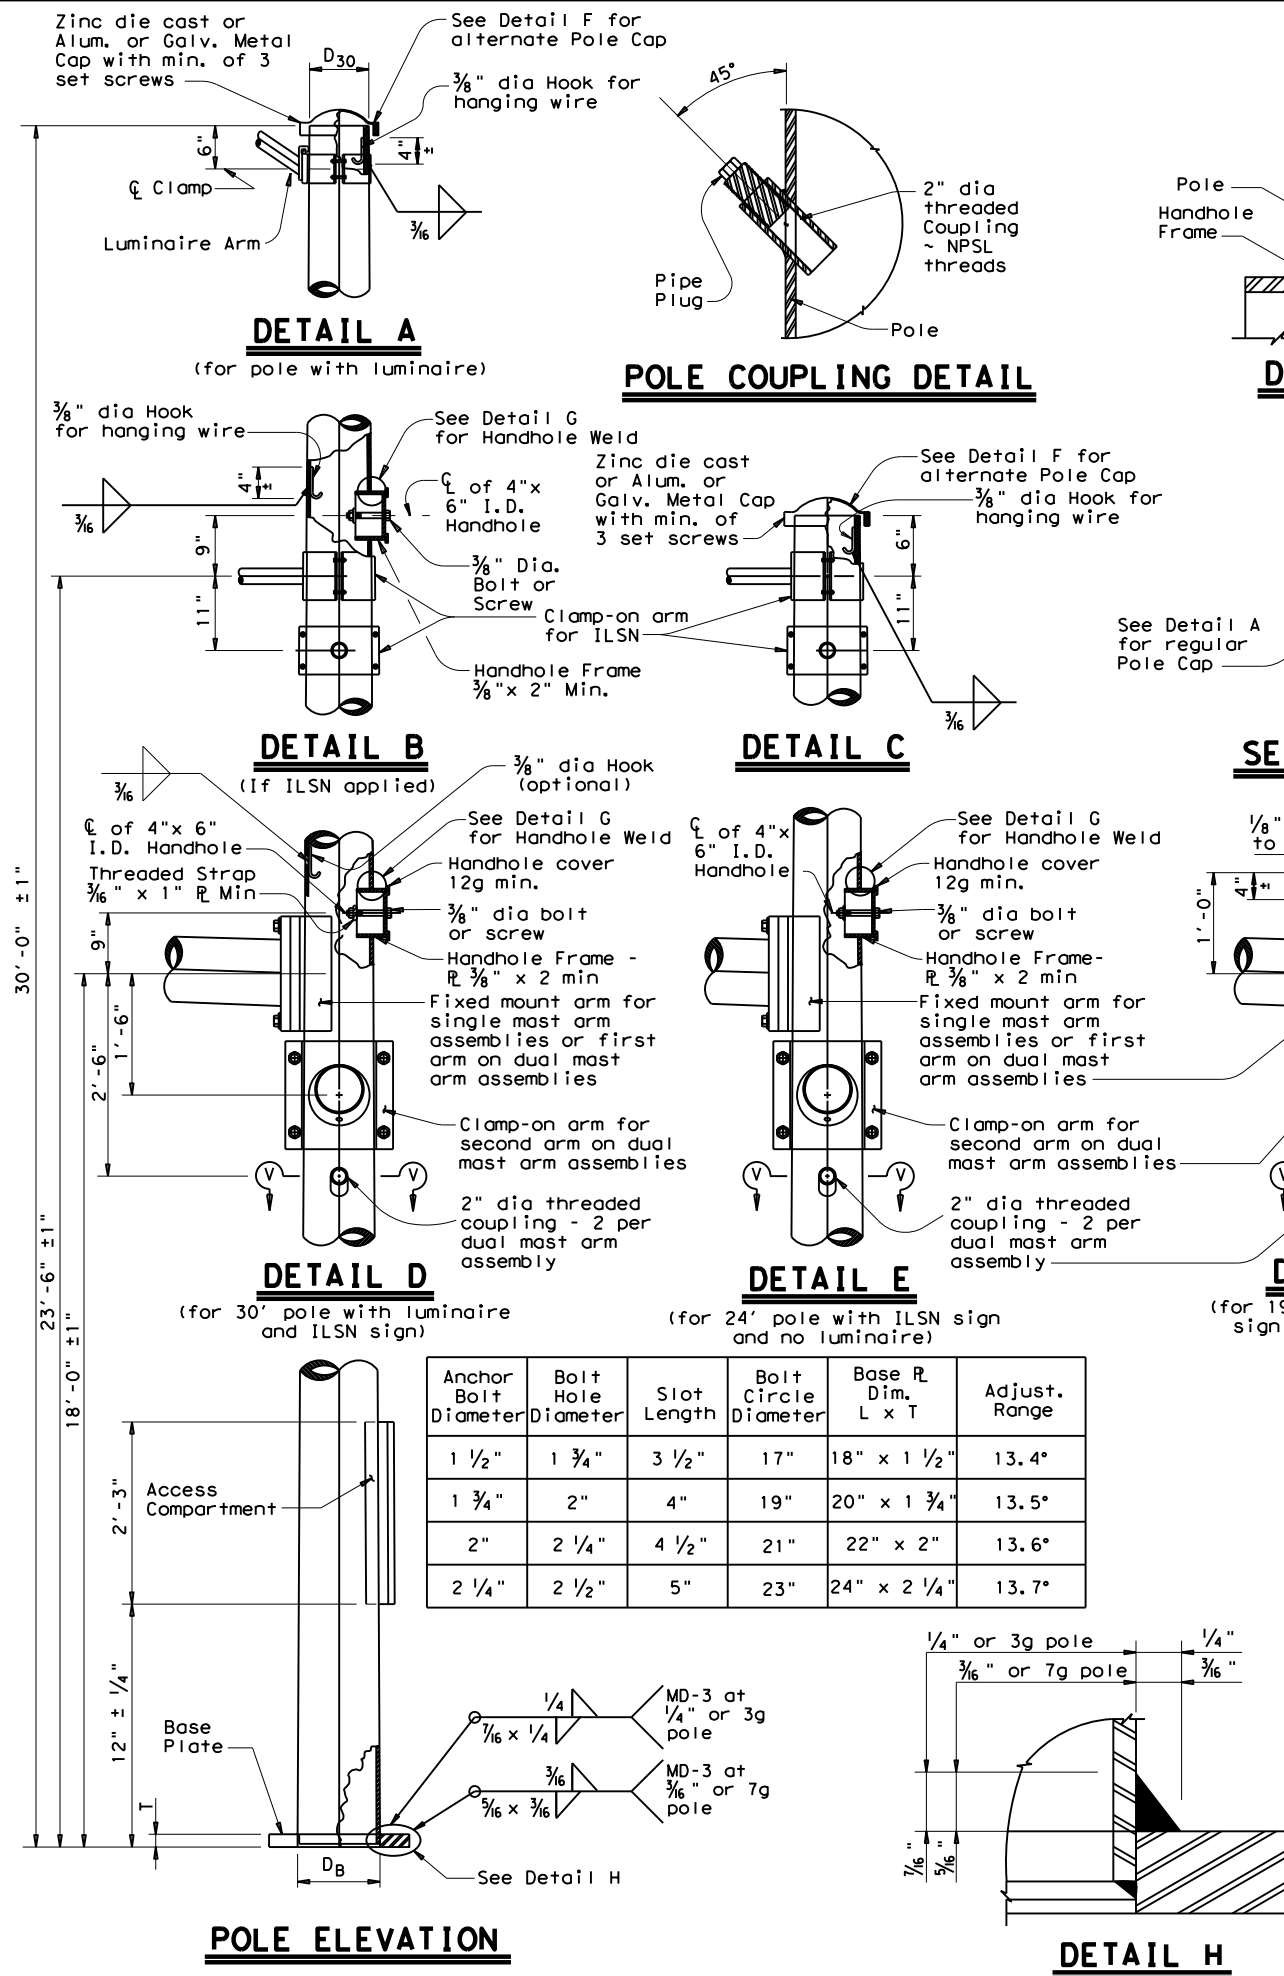 Zinc die cast or
Alum. or Galv. Metal
Cap with min. of 3
set screws
D30
See Detail F for
alternate Pole Cap
3/8" dia Hook for
hanging wire
6"
4"
±
℄ Clamp
3/16
Luminaire Arm
DETAIL A
(for pole with luminaire)
45°
2" dia
threaded
Coupling
~ NPSL
threads
Pipe
Plug
Pole
POLE COUPLING DETAIL
Pole
Handhole
Frame
D
3/8" dia Hook
for hanging wire
See Detail G
for Handhole Weld
4"
±
℄ of 4"x
6" I.D.
Handhole
3/16
9"
3/8" Dia.
Bolt or
Screw
11"
Clamp-on arm
for ILSN
Handhole Frame
3/8"x 2" Min.
DETAIL B
(If ILSN applied)
Zinc die cast
or Alum. or
Galv. Metal Cap
with min. of
3 set screws
See Detail F for
alternate Pole Cap
3/8" dia Hook for
hanging wire
6"
11"
3/16
DETAIL C
See Detail A
for regular
Pole Cap
SE
3/16
3/8" dia Hook
(optional)
℄ of 4"x 6"
I.D. Handhole
Threaded Strap
3/16" x 1" ℄ Min
See Detail G
for Handhole Weld
Handhole cover
12g min.
3/8" dia bolt
or screw
Handhole Frame -
℄ 3/8" x 2 min
Fixed mount arm for
single mast arm
assemblies or first
arm on dual mast
arm assemblies
Clamp-on arm for
second arm on dual
mast arm assemblies
2" dia threaded
coupling - 2 per
dual mast arm
assembly
9"
1'-6"
2'-6"
V
V
DETAIL D
(for 30' pole with luminaire
and ILSN sign)
℄ of 4"x
6" I.D.
Handhole
See Detail G
for Handhole Weld
Handhole cover
12g min.
3/8" dia bolt
or screw
Handhole Frame-
℄ 3/8" x 2 min
Fixed mount arm for
single mast arm
assemblies or first
arm on dual mast
arm assemblies
Clamp-on arm for
second arm on dual
mast arm assemblies
2" dia threaded
coupling - 2 per
dual mast arm
assembly
V
V
DETAIL E
(for 24' pole with ILSN sign
and no luminaire)
1/8"
to
4"
±
1'-0"
V
D
(for 19
sign
30'-0" ±1"
23'-6" ±1"
18'-0" ±1"
Anchor Bolt Diameter Bolt Hole Diameter Slot Length Bolt Circle Diameter Base ℄ Dim. L x T Adjust. Range
1 1/2" 1 3/4" 3 1/2" 17" 18" x 1 1/2" 13.4°
1 3/4" 2" 4" 19" 20" x 1 3/4" 13.5°
2" 2 1/4" 4 1/2" 21" 22" x 2" 13.6°
2 1/4" 2 1/2" 5" 23" 24" x 2 1/4" 13.7°
2'-3"
Access
Compartment
12" ± 1/4"
Base
Plate
T
DB
1/4
7/16 x 1/4
MD-3 at
1/4" or 3g
pole
3/16
5/16 x 3/16
MD-3 at
3/16" or 7g
pole
See Detail H
POLE ELEVATION
1/4" or 3g pole
1/4"
3/16" or 7g pole
3/16"
7/16"
5/16"
DETAIL H